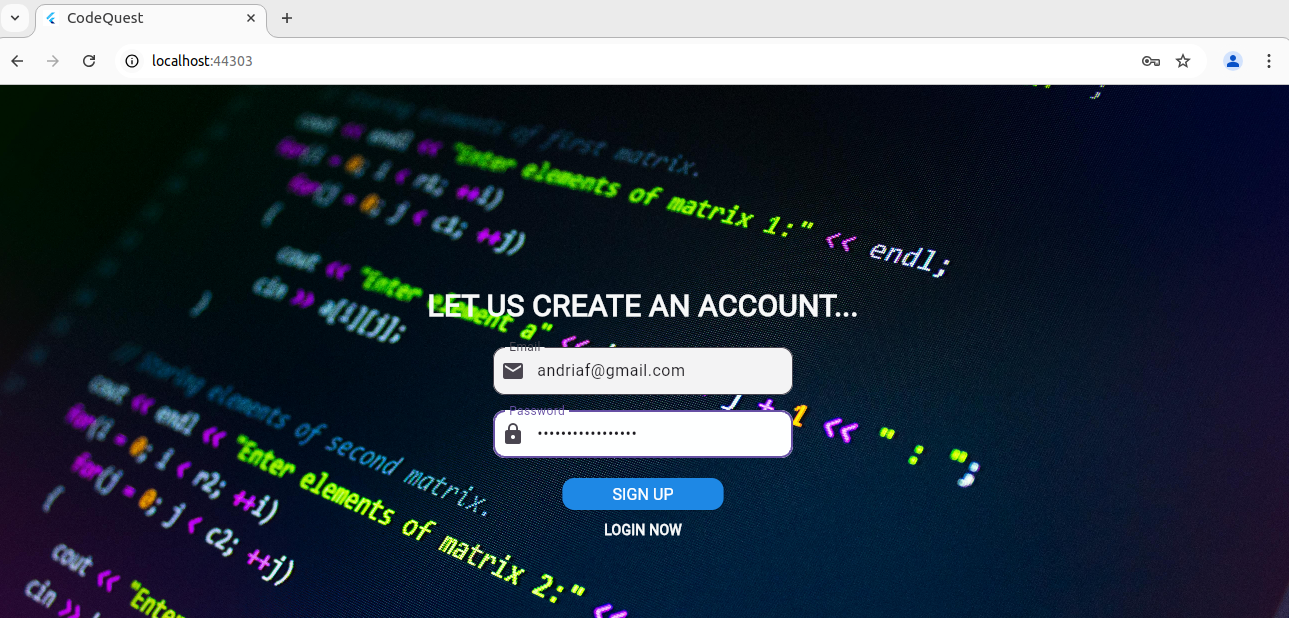 CodeQuest
localhost:44303
// Storing elements of first matrix.
cout << endl << "Enter elements of matrix 1:" << endl;
for(i = 0; i < r1; ++i)
for(j = 0; j < c1; ++j)
{
cout << "Enter element a" <<
cin >> a[i][j];
}
LET US CREATE AN ACCOUNT...
Email
andriaf@gmail.com
j + 1 << " : ";
Password
•••••••••••••••••
SIGN UP
LOGIN NOW
// Storing elements of second matrix.
cout << endl << "Enter elements of matrix 2:" <<
for(i = 0; i < r2; ++i)
for(j = 0; j < c2; ++j)
{
cout << "Enter
cin >>